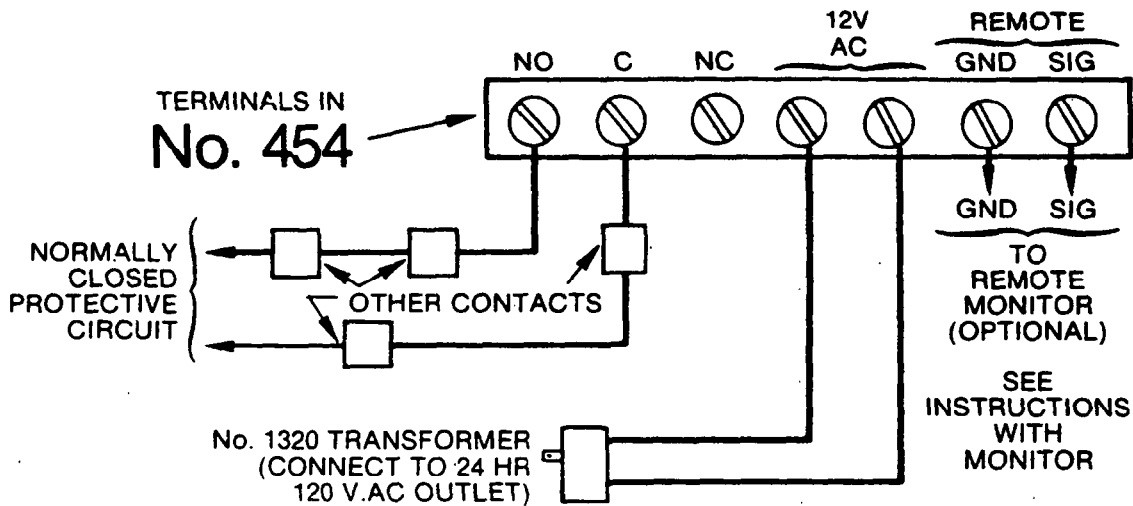 12V
AC
REMOTE
NO C NC GND SIG
TERMINALS IN
No. 454
GND SIG
TO
REMOTE
MONITOR
(OPTIONAL)
NORMALLY
CLOSED
PROTECTIVE
CIRCUIT
OTHER CONTACTS
SEE
INSTRUCTIONS
WITH
MONITOR
No. 1320 TRANSFORMER
(CONNECT TO 24 HR
120 V.AC OUTLET)